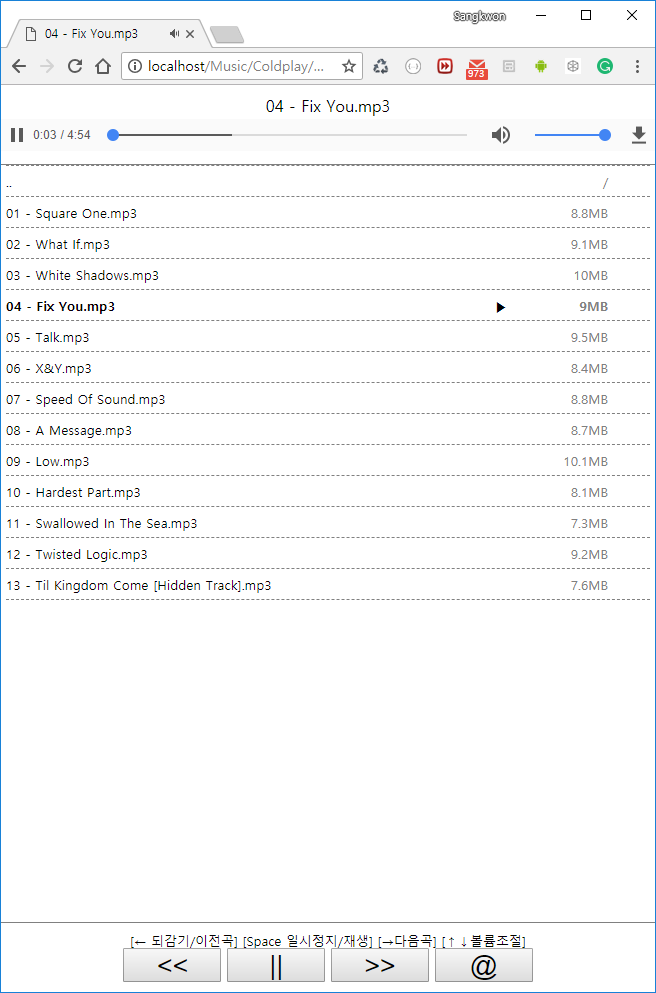 Sangkwon
04 - Fix You.mp3
localhost/Music/Coldplay/...
973
04 - Fix You.mp3
0:03 / 4:54
.. /
01 - Square One.mp3 8.8MB
02 - What If.mp3 9.1MB
03 - White Shadows.mp3 10MB
04 - Fix You.mp3 ▶ 9MB
05 - Talk.mp3 9.5MB
06 - X&Y.mp3 8.4MB
07 - Speed Of Sound.mp3 8.8MB
08 - A Message.mp3 8.7MB
09 - Low.mp3 10.1MB
10 - Hardest Part.mp3 8.1MB
11 - Swallowed In The Sea.mp3 7.3MB
12 - Twisted Logic.mp3 9.2MB
13 - Til Kingdom Come [Hidden Track].mp3 7.6MB
[← 되감기/이전곡] [Space 일시정지/재생] [→다음곡] [↑↓볼륨조절]
<< || >> @